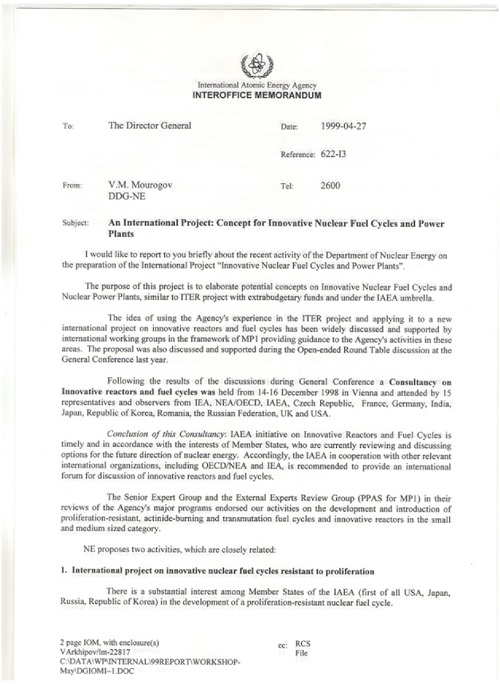 International Atomic Energy Agency
INTEROFFICE MEMORANDUM
To: The Director General Date: 1999-04-27
Reference: 622-I3
From: V.M. Mourogov Tel: 2600
DDG-NE
Subject: An International Project: Concept for Innovative Nuclear Fuel Cycles and Power
Plants
I would like to report to you briefly about the recent activity of the Department of Nuclear Energy on
the preparation of the International Project "Innovative Nuclear Fuel Cycles and Power Plants".
The purpose of this project is to elaborate potential concepts on Innovative Nuclear Fuel Cycles and
Nuclear Power Plants, similar to ITER project with extrabudgetary funds and under the IAEA umbrella.
The idea of using the Agency's experience in the ITER project and applying it to a new
international project on innovative reactors and fuel cycles has been widely discussed and supported by
international working groups in the framework of MP1 providing guidance to the Agency's activities in these
areas. The proposal was also discussed and supported during the Open-ended Round Table discussion at the
General Conference last year.
Following the results of the discussions during General Conference a Consultancy on
Innovative reactors and fuel cycles was held from 14-16 December 1998 in Vienna and attended by 15
representatives and observers from IEA, NEA/OECD, IAEA, Czech Republic, France, Germany, India,
Japan, Republic of Korea, Romania, the Russian Federation, UK and USA.
Conclusion of this Consultancy: IAEA initiative on Innovative Reactors and Fuel Cycles is
timely and in accordance with the interests of Member States, who are currently reviewing and discussing
options for the future direction of nuclear energy. Accordingly, the IAEA in cooperation with other relevant
international organizations, including OECD/NEA and IEA, is recommended to provide an international
forum for discussion of innovative reactors and fuel cycles.
The Senior Expert Group and the External Experts Review Group (PPAS for MP1) in their
reviews of the Agency's major programs endorsed our activities on the development and introduction of
proliferation-resistant, actinide-burning and transmutation fuel cycles and innovative reactors in the small
and medium sized category.
NE proposes two activities, which are closely related:
1. International project on innovative nuclear fuel cycles resistant to proliferation
There is a substantial interest among Member States of the IAEA (first of all USA, Japan,
Russia, Republic of Korea) in the development of a proliferation-resistant nuclear fuel cycle.
2 page IOM, with enclosure(s) cc: RCS
VArkhipov/lm-22817 File
C:\DATA\WP\INTERNAL\99REPORT\WORKSHOP-
May\DGIOMI~1.DOC